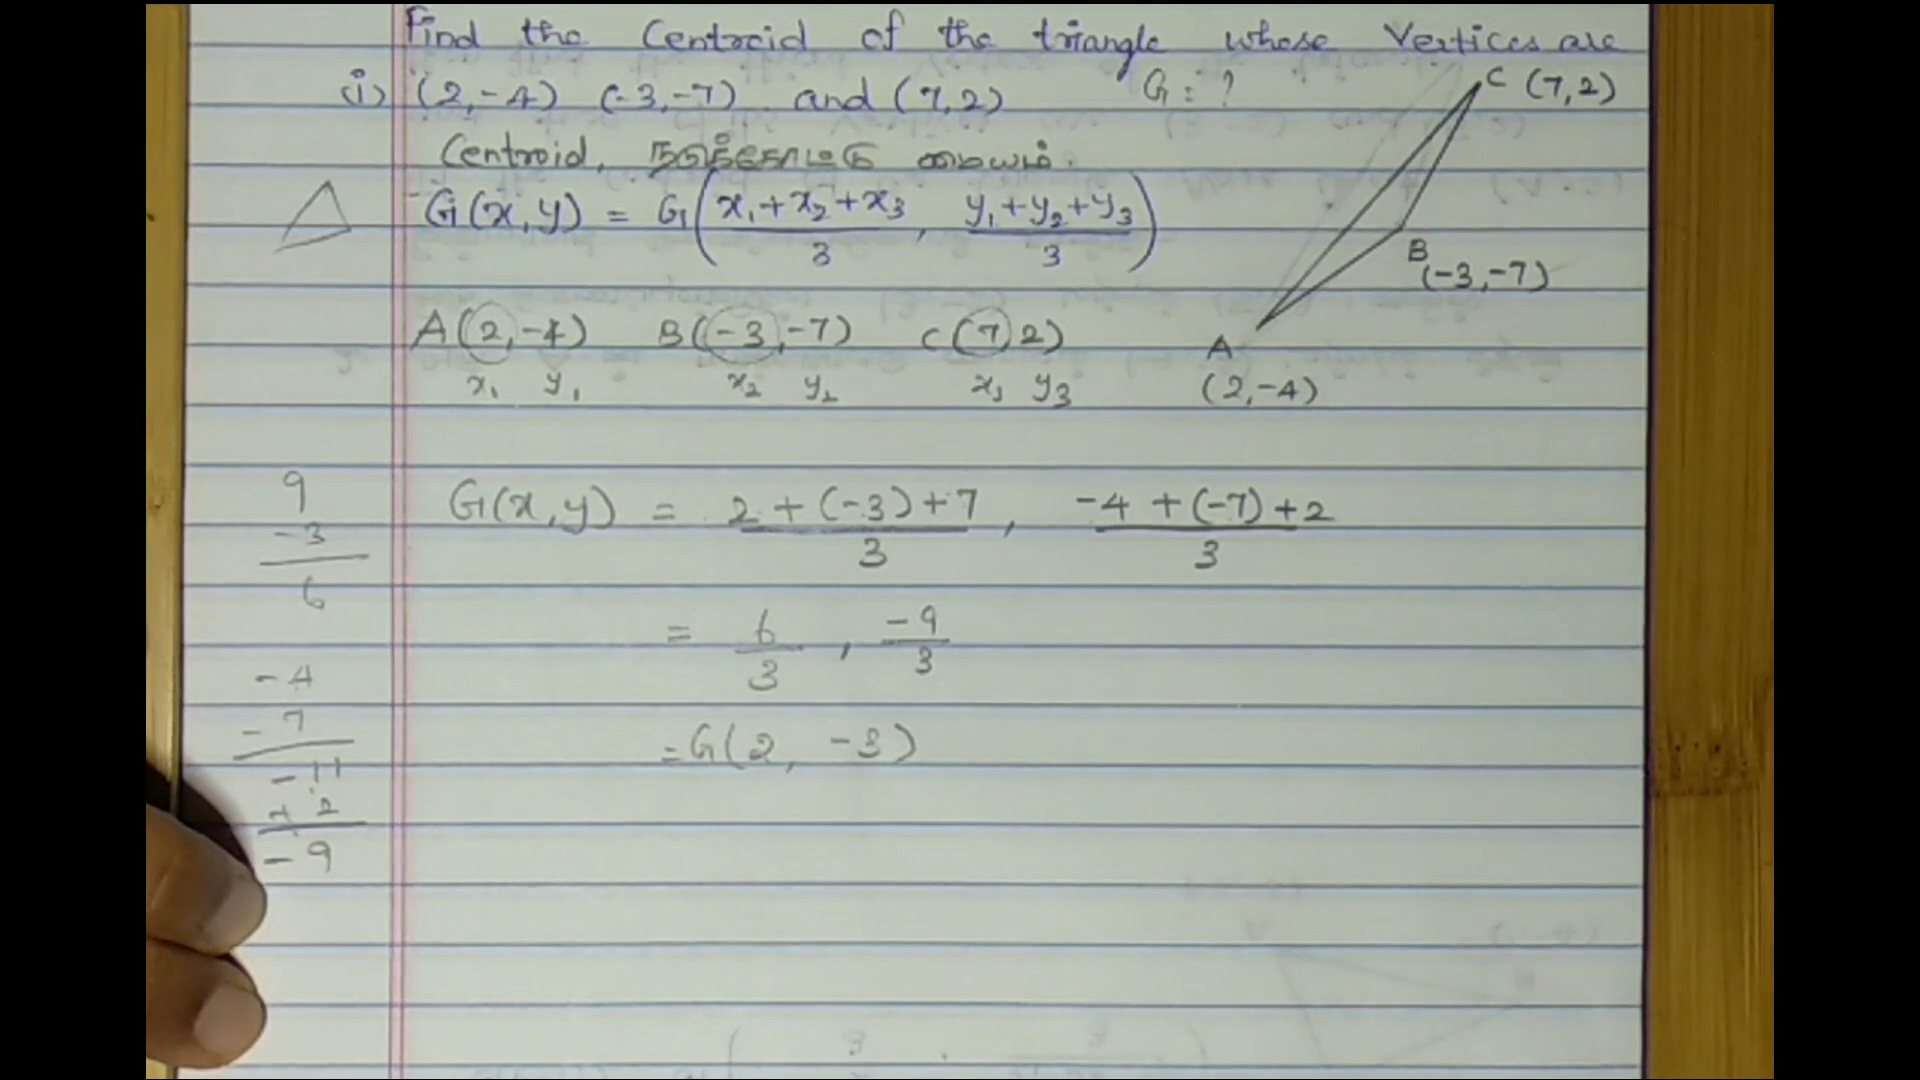 Find the Centroid of the triangle whose Vertices are
(i) (2,-4) (-3,-7) and (7,2) G = ?
C (7,2)
Centroid, நடுக்கோட்டு மையம்.
G(x,y) = G((x₁+x₂+x₃)/3, (y₁+y₂+y₃)/3)
B
(-3,-7)
A(2,-4) B(-3,-7) C(7,2)
x₁ y₁ x₂ y₂ x₃ y₃
A
(2,-4)
9
-3
6
G(x,y) = (2+(-3)+7)/3, (-4+(-7)+2)/3
= 6/3, -9/3
-4
-7
-11
+2
-9
=G(2, -3)